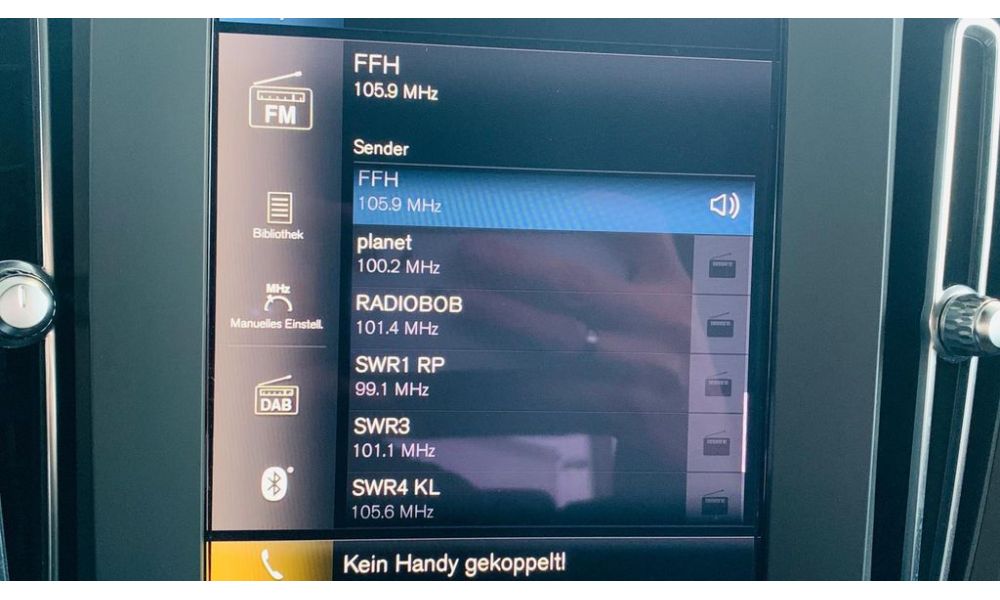 FFH
105.9 MHz
FM
Sender
FFH
105.9 MHz
Bibliothek
planet
100.2 MHz
MHz
Manuelles Einstell.
RADIOBOB
101.4 MHz
SWR1 RP
99.1 MHz
DAB
SWR3
101.1 MHz
SWR4 KL
105.6 MHz
Kein Handy gekoppelt!